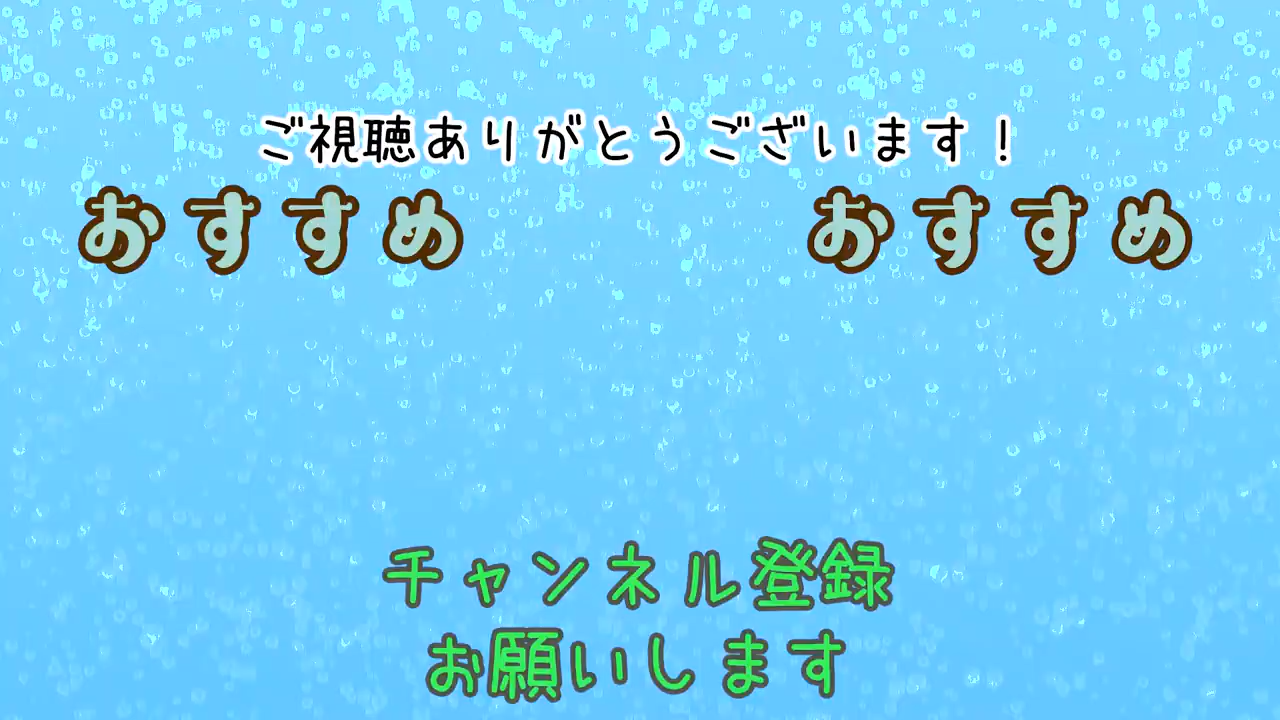 ご視聴ありがとうございます！
おすすめ
おすすめ
チャンネル登録
お願いします